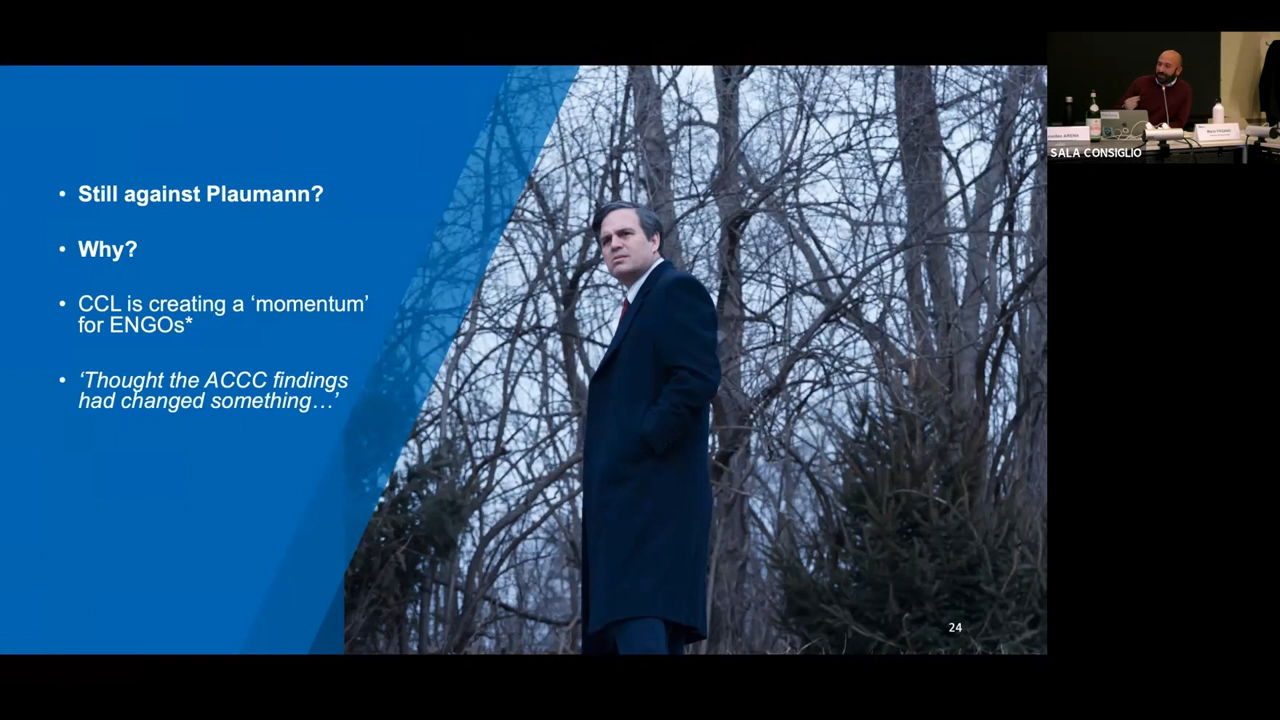 • Still against Plaumann?
• Why?
• CCL is creating a ‘momentum’
for ENGOs*
• ‘Thought the ACCC findings
had changed something…’
24
SALA CONSIGLIO